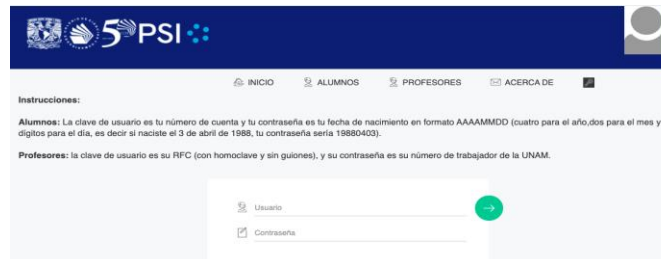 5 PSI
INICIO ALUMNOS PROFESORES ACERCA DE
Instrucciones:
Alumnos: La clave de usuario es tu número de cuenta y tu contraseña es tu fecha de nacimiento en formato AAAAMMDD (cuatro para el año,dos para el mes y
digitos para el día, es decir si naciste el 3 de abril de 1988, tu contraseña sería 19880403).
Profesores: la clave de usuario es su RFC (con homoclave y sin guiones), y su contraseña es su número de trabajador de la UNAM.
Usuario
Contraseña